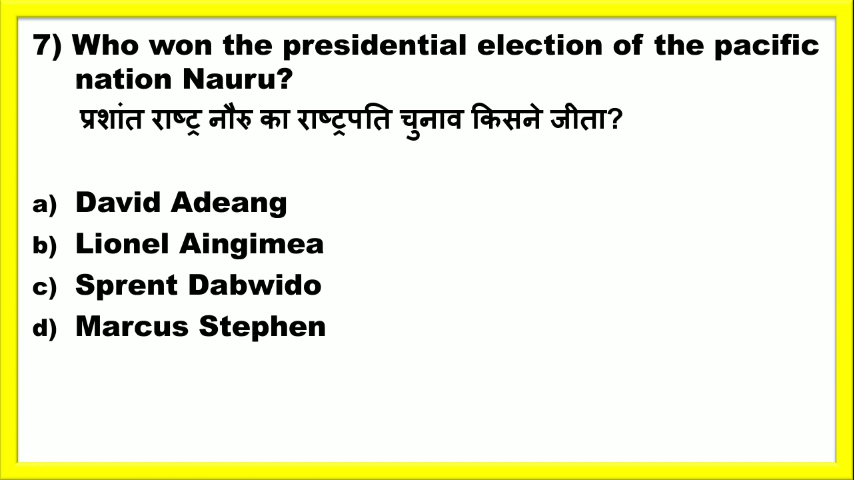 7) Who won the presidential election of the pacific
nation Nauru?
प्रशांत राष्ट्र नौरु का राष्ट्रपति चुनाव किसने जीता?
a) David Adeang
b) Lionel Aingimea
c) Sprent Dabwido
d) Marcus Stephen